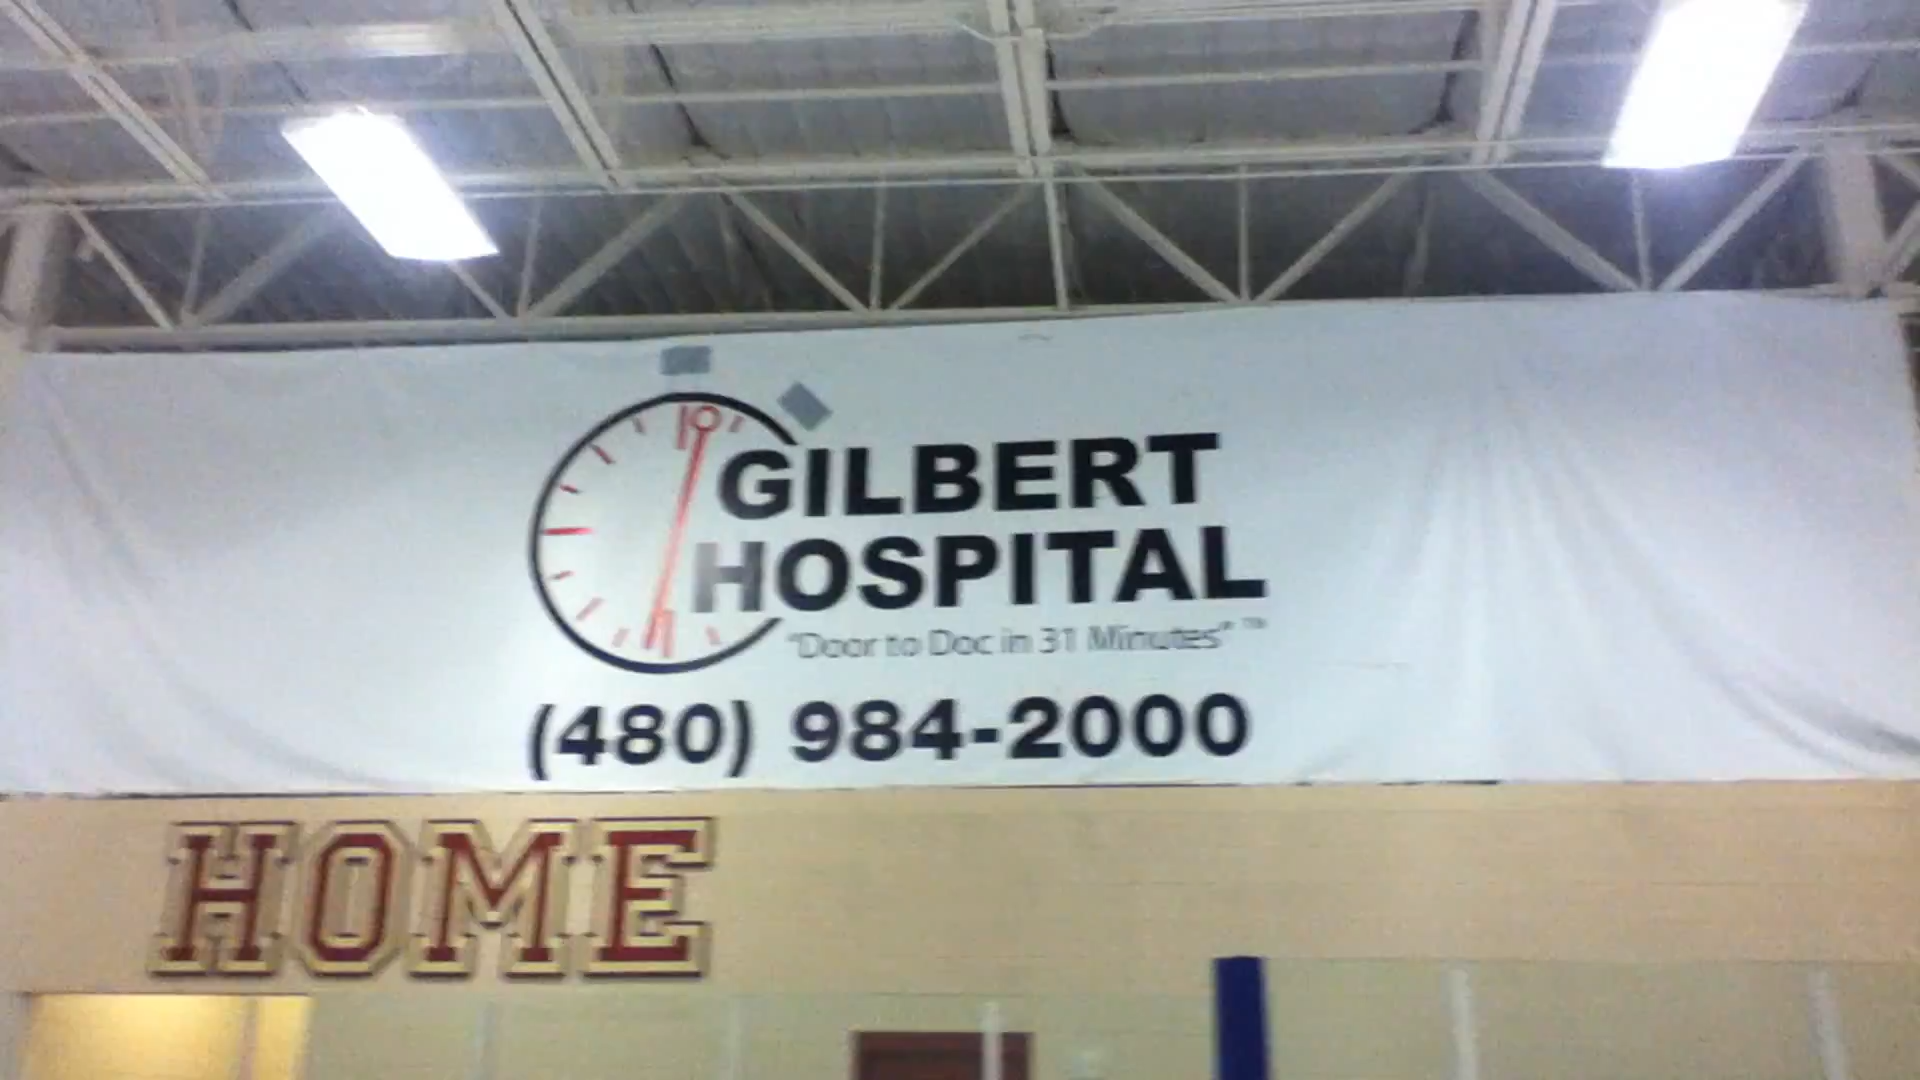 GILBERT
HOSPITAL
"Door to Doc in 31 Minutes" ™
(480) 984-2000
HOME